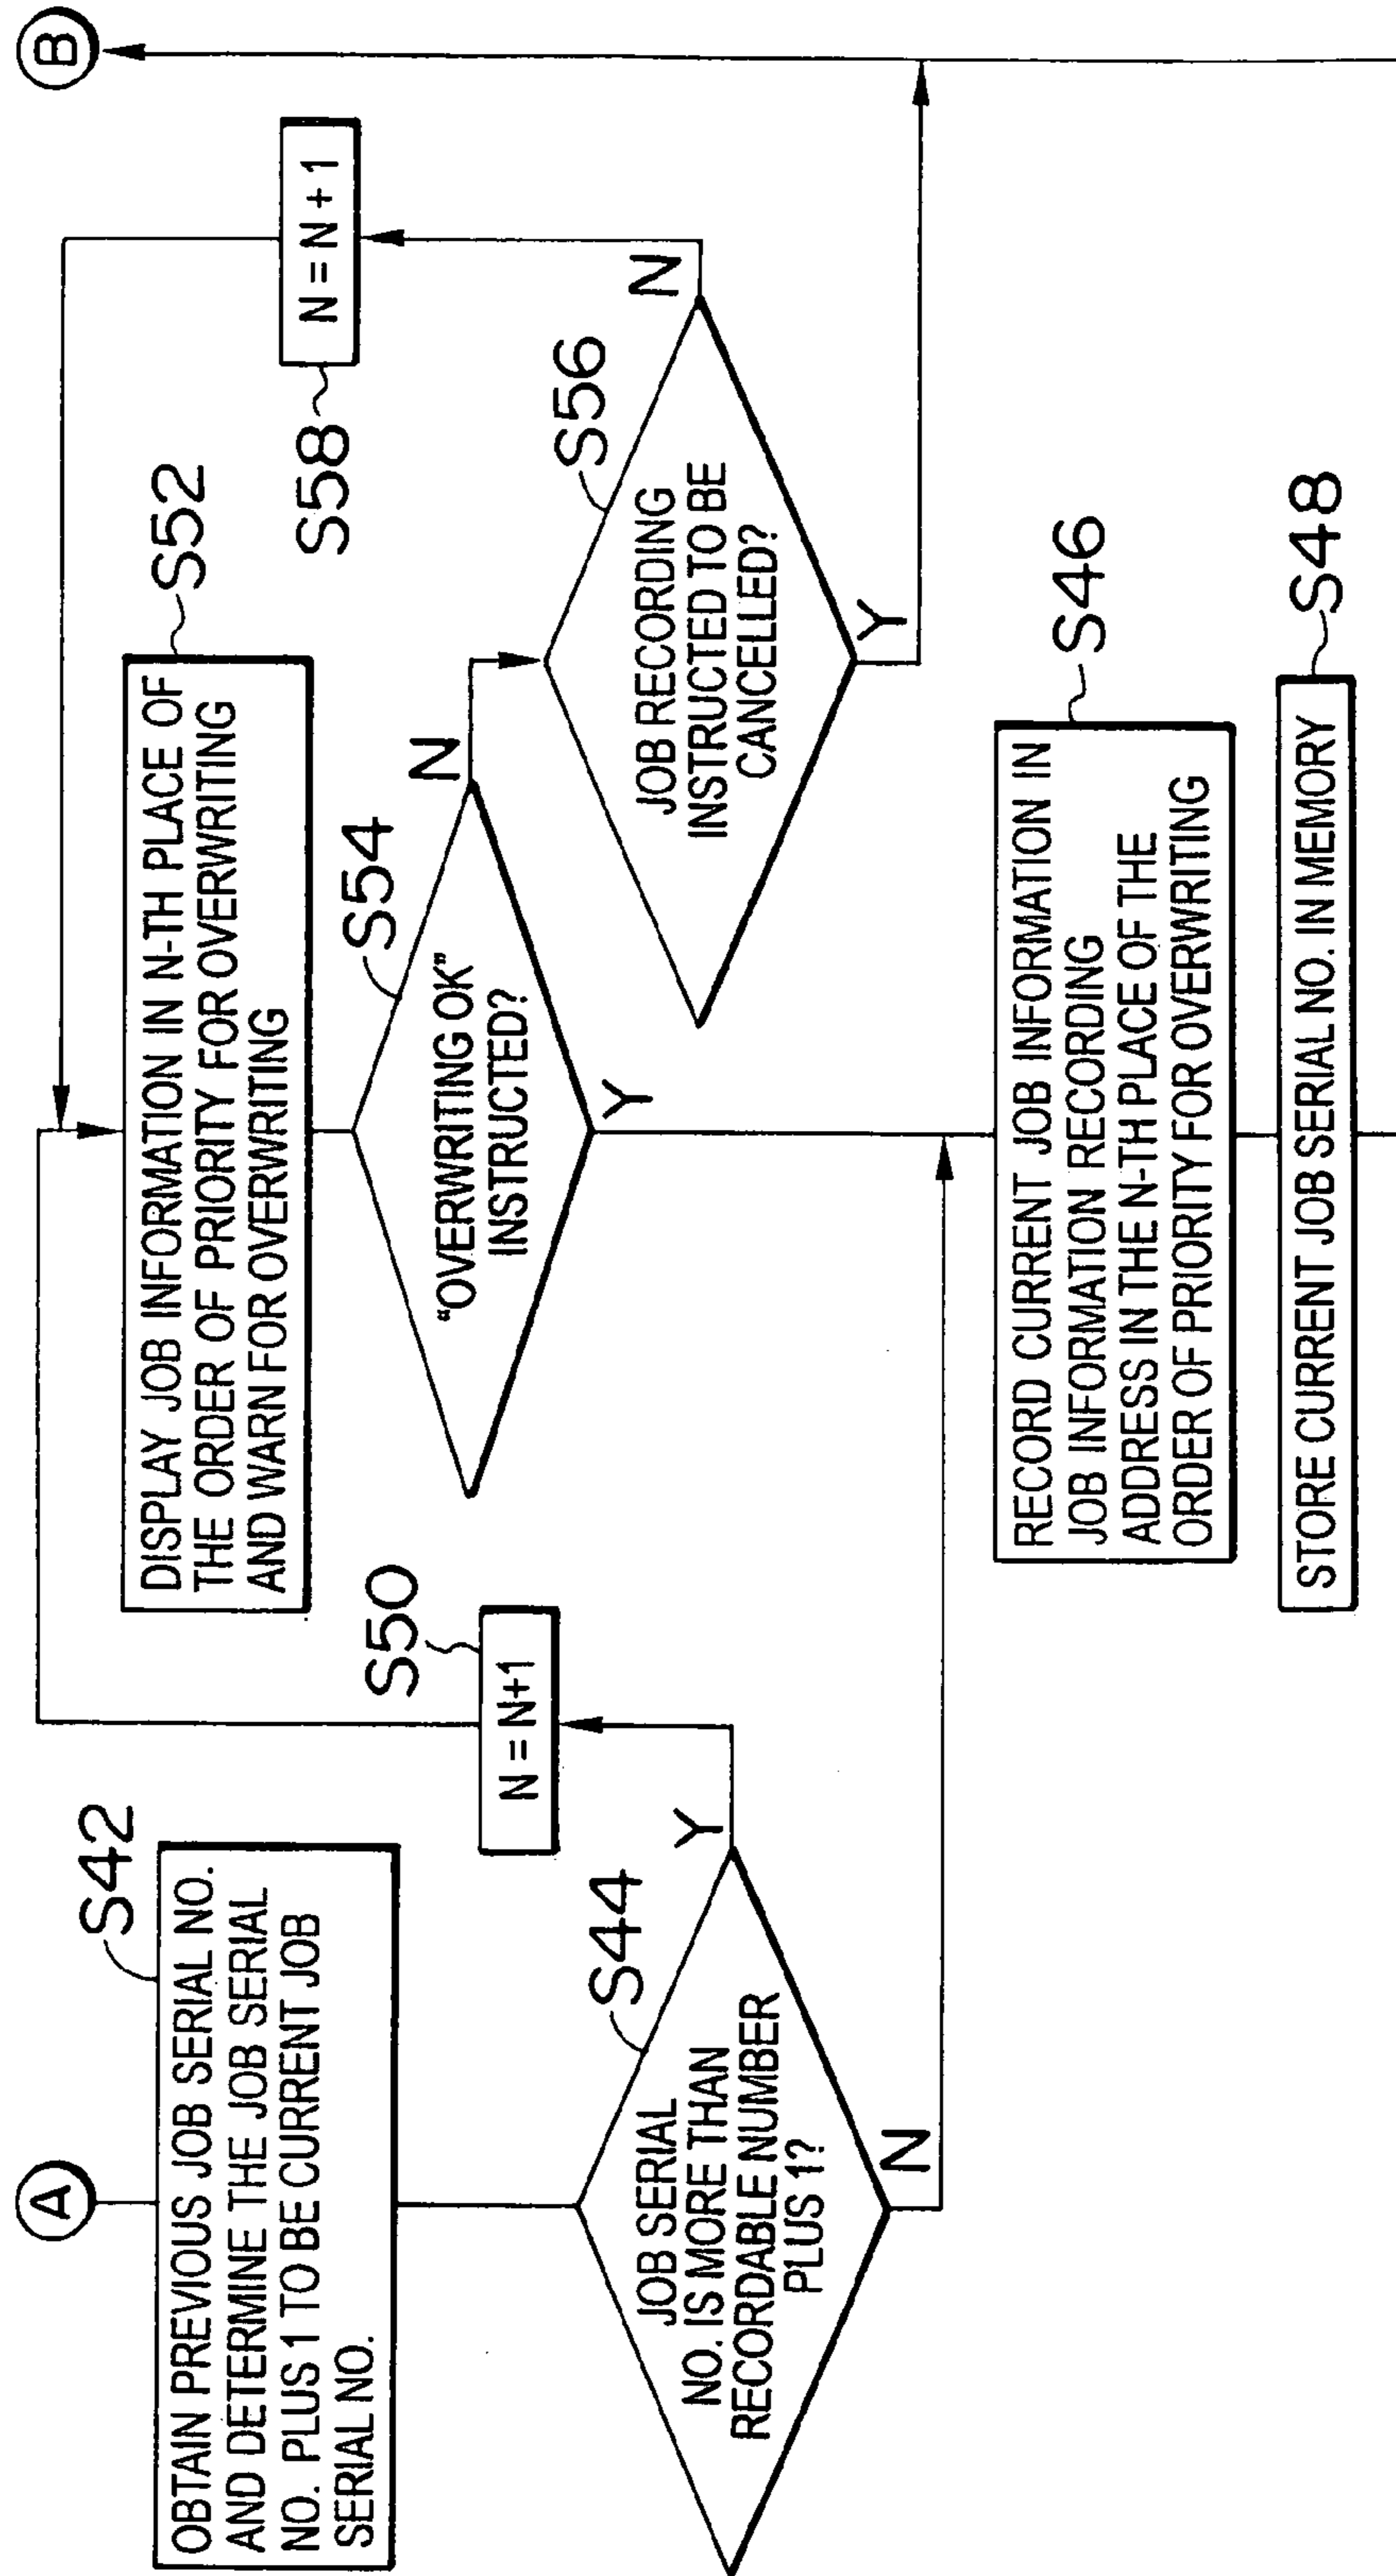 A
OBTAIN PREVIOUS JOB SERIAL NO.
AND DETERMINE THE JOB SERIAL
NO. PLUS 1 TO BE CURRENT JOB
SERIAL NO.
S42
JOB SERIAL
NO. IS MORE THAN
RECORDABLE NUMBER
PLUS 1?
S44
Y
N
N = N+1
S50
DISPLAY JOB INFORMATION IN N-TH PLACE OF
THE ORDER OF PRIORITY FOR OVERWRITING
AND WARN FOR OVERWRITING
S52
"OVERWRITING OK"
INSTRUCTED?
S54
N
Y
JOB RECORDING
INSTRUCTED TO BE
CANCELLED?
S56
N
Y
N = N + 1
S58
RECORD CURRENT JOB INFORMATION IN
JOB INFORMATION RECORDING
ADDRESS IN THE N-TH PLACE OF THE
ORDER OF PRIORITY FOR OVERWRITING
S46
STORE CURRENT JOB SERIAL NO. IN MEMORY
S48
B